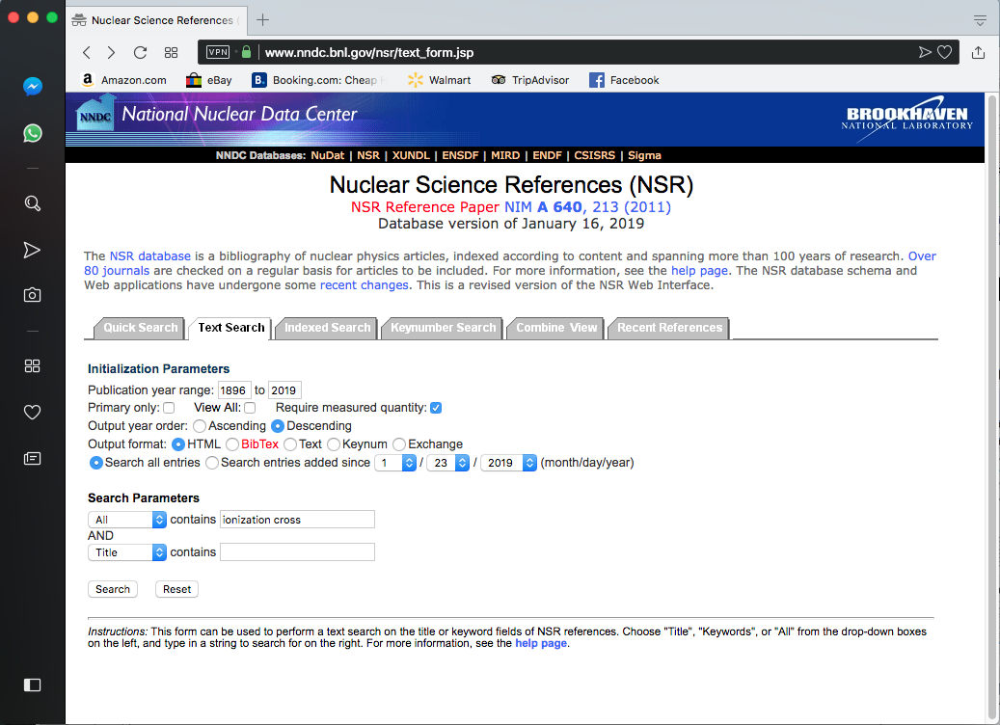 Nuclear Science References (
VPN www.nndc.bnl.gov/nsr/text_form.jsp
a Amazon.com eBay B. Booking.com: Cheap Walmart TripAdvisor f Facebook
NNDC National Nuclear Data Center BROOKHAVEN
NATIONAL LABORATORY
NNDC Databases: NuDat | NSR | XUNDL | ENSDF | MIRD | ENDF | CSISRS | Sigma
Nuclear Science References (NSR)
NSR Reference Paper NIM A 640, 213 (2011)
Database version of January 16, 2019
The NSR database is a bibliography of nuclear physics articles, indexed according to content and spanning more than 100 years of research. Over
80 journals are checked on a regular basis for articles to be included. For more information, see the help page. The NSR database schema and
Web applications have undergone some recent changes. This is a revised version of the NSR Web Interface.
Quick Search Text Search Indexed Search Keynumber Search Combine View Recent References
Initialization Parameters
Publication year range: 1896 to 2019
Primary only: View All: Require measured quantity:
Output year order: Ascending Descending
Output format: HTML BibTex Text Keynum Exchange
Search all entries Search entries added since 1 / 23 / 2019 (month/day/year)
Search Parameters
All contains ionization cross
AND
Title contains
Search Reset
Instructions: This form can be used to perform a text search on the title or keyword fields of NSR references. Choose "Title", "Keywords", or "All" from the drop-down boxes
on the left, and type in a string to search for on the right. For more information, see the help page.